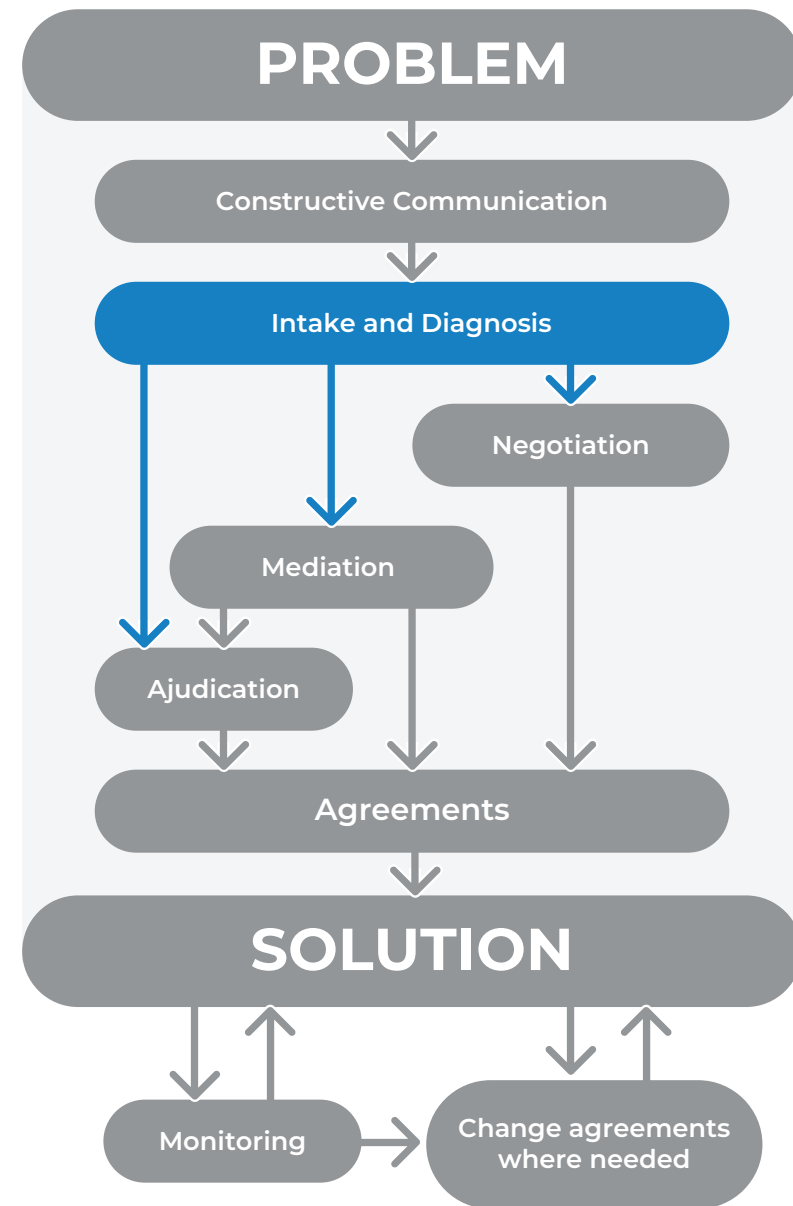 PROBLEM
Constructive Communication
Intake and Diagnosis
Negotiation
Mediation
Ajudication
Agreements
SOLUTION
Monitoring
Change agreements
where needed